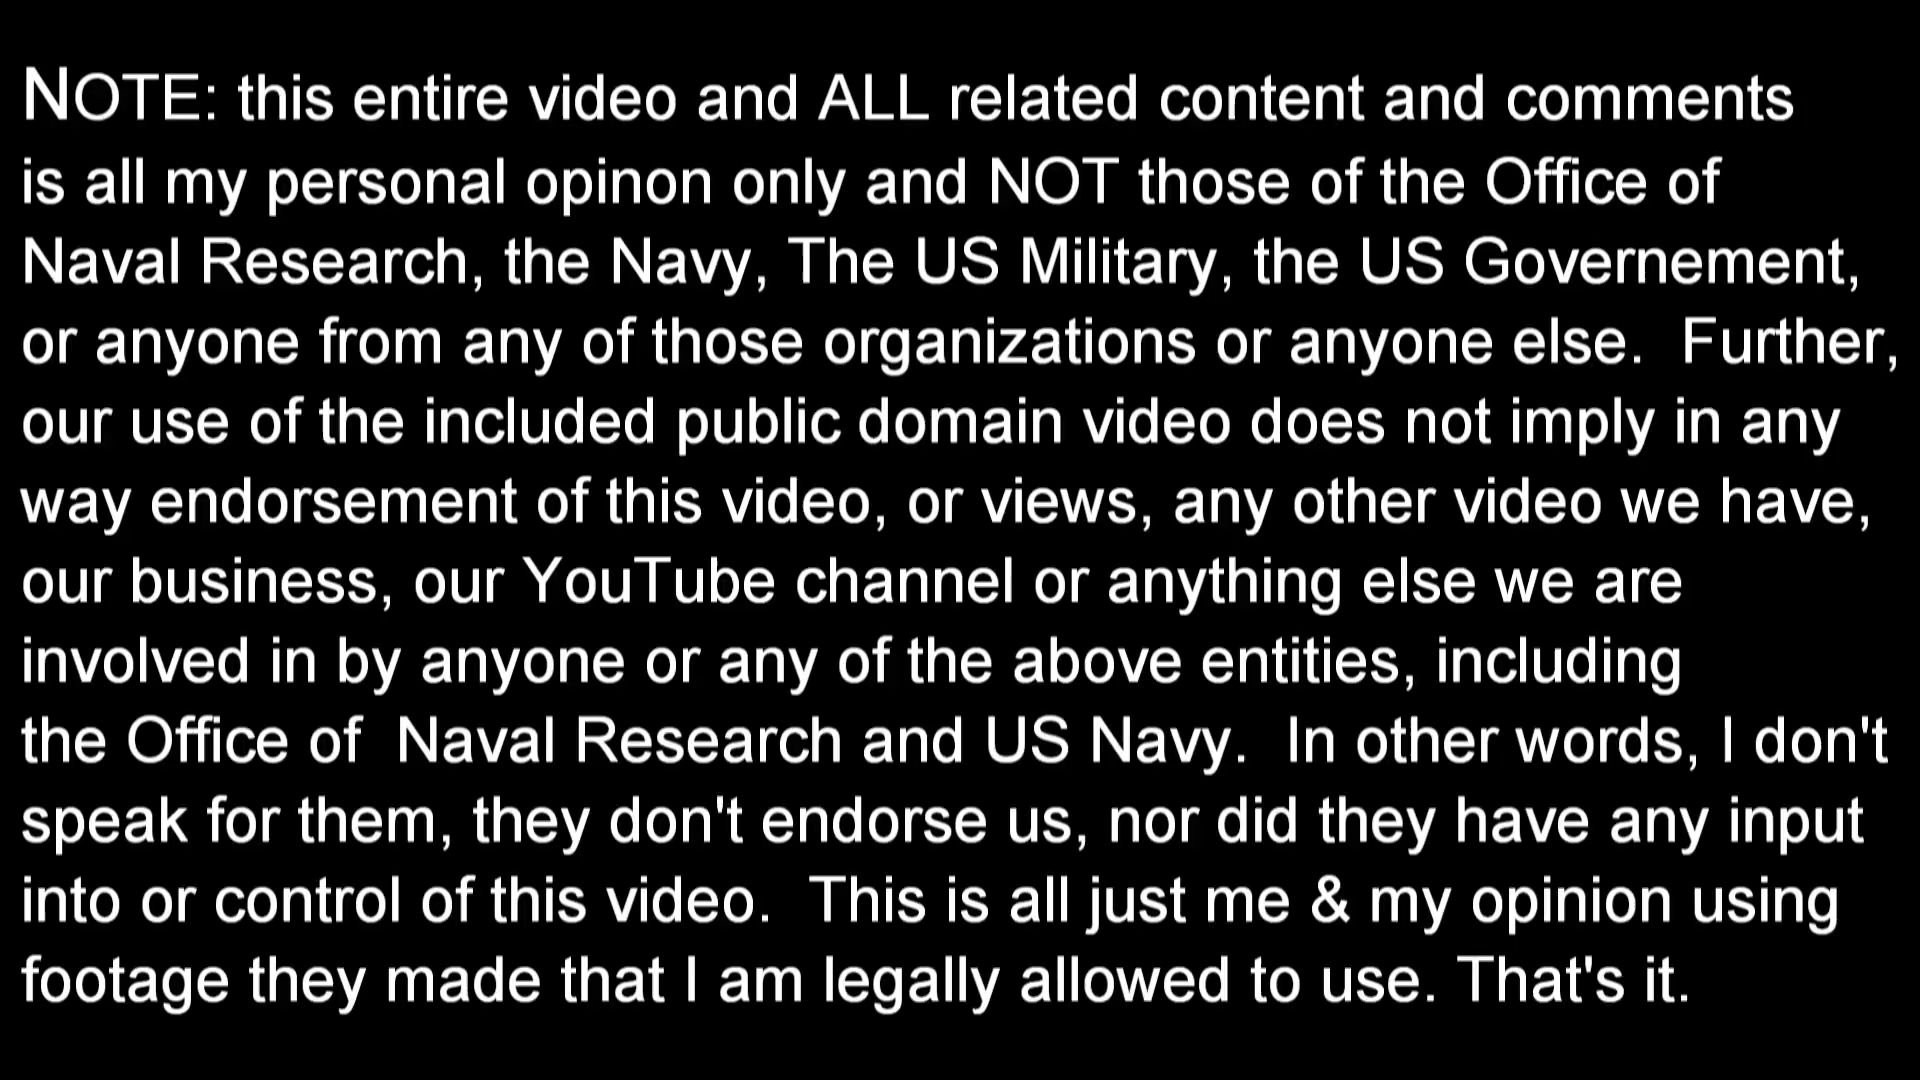 NOTE: this entire video and ALL related content and comments
is all my personal opinon only and NOT those of the Office of
Naval Research, the Navy, The US Military, the US Governement,
or anyone from any of those organizations or anyone else.  Further,
our use of the included public domain video does not imply in any
way endorsement of this video, or views, any other video we have,
our business, our YouTube channel or anything else we are
involved in by anyone or any of the above entities, including
the Office of  Naval Research and US Navy.  In other words, I don't
speak for them, they don't endorse us, nor did they have any input
into or control of this video.  This is all just me & my opinion using
footage they made that I am legally allowed to use. That's it.